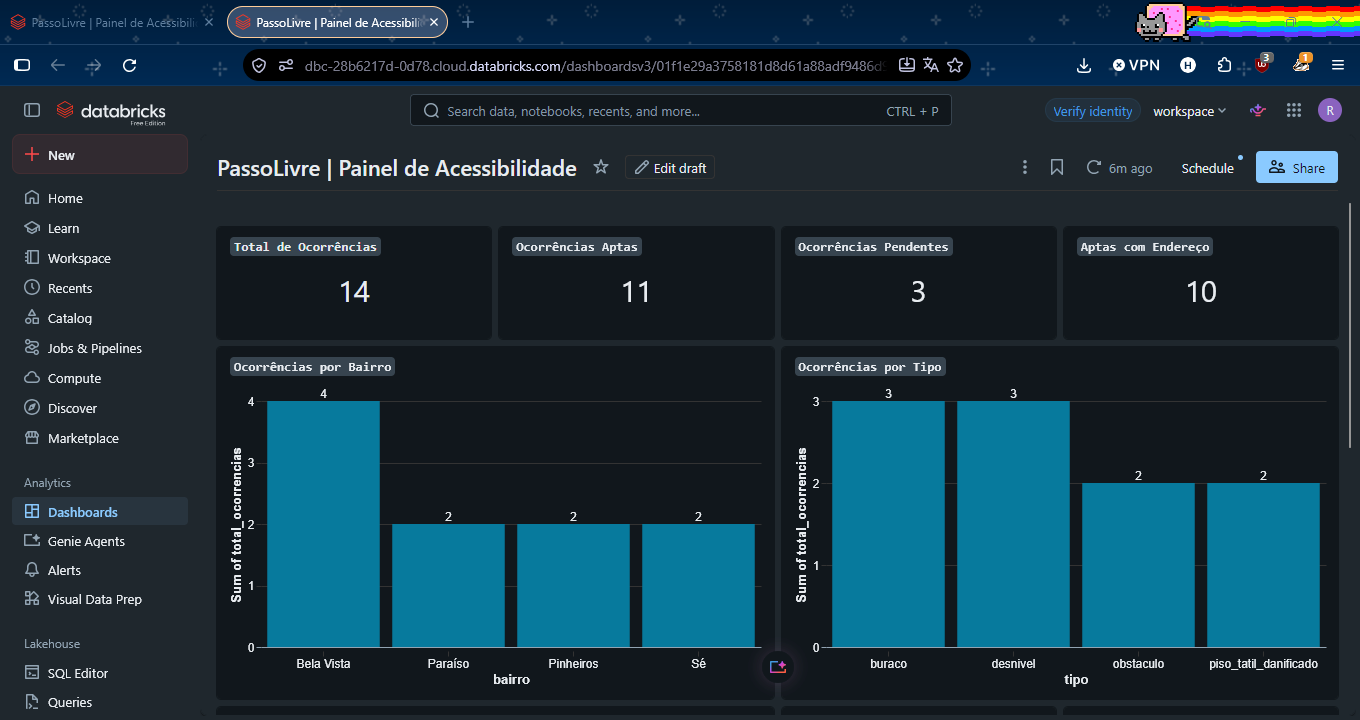 PassoLivre | Painel de Acessibili
PassoLivre | Painel de Acessibili
dbc-28b6217d-0d78.cloud.databricks.com/dashboardsv3/01f1e29a3758181d8d61a88adf9486d9
VPN
H
3
1
databricks
Free Edition
Search data, notebooks, recents, and more...
CTRL + P
Verify identity
workspace
R
New
PassoLivre | Painel de Acessibilidade
Edit draft
6m ago
Schedule
Share
Home
Learn
Workspace
Recents
Catalog
Jobs & Pipelines
Compute
Discover
Marketplace
Analytics
Dashboards
Genie Agents
Alerts
Visual Data Prep
Lakehouse
SQL Editor
Queries
Total de Ocorrências
14
Ocorrências Aptas
11
Ocorrências Pendentes
3
Aptas com Endereço
10
Ocorrências por Bairro
Sum of total_ocorrencias
4
3
2
1
0
4
2
2
2
Bela Vista
Paraíso
Pinheiros
Sé
bairro
Ocorrências por Tipo
Sum of total_ocorrencias
3
2
1
0
3
3
2
2
buraco
desnivel
obstaculo
piso_tatil_danificado
tipo